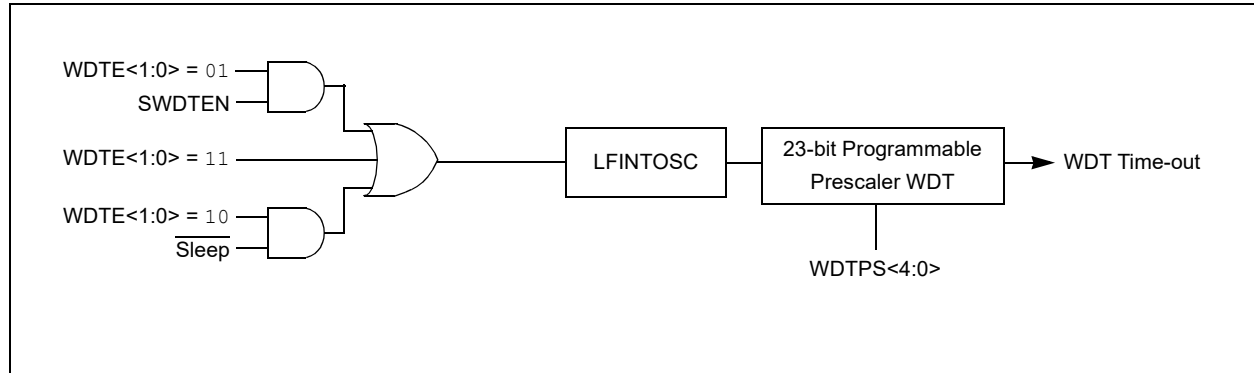 WDTE<1:0> = 01
SWDTEN
WDTE<1:0> = 11
WDTE<1:0> = 10
Sleep
LFINTOSC
23-bit Programmable
Prescaler WDT
WDT Time-out
WDTPS<4:0>